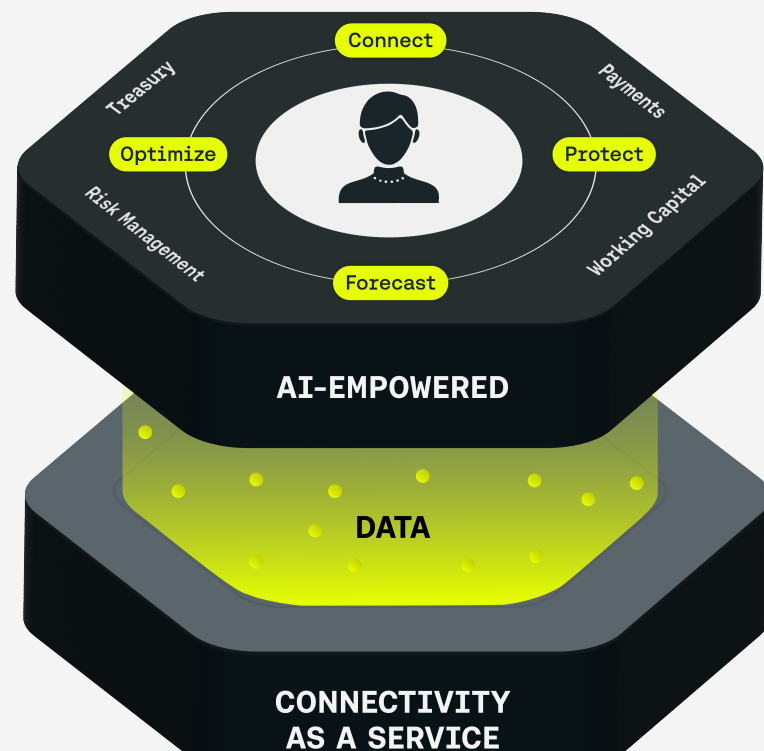 Connect
Treasury
Payments
Optimize
Protect
Risk Management
Working Capital
Forecast
AI-EMPOWERED
DATA
CONNECTIVITY
AS A SERVICE